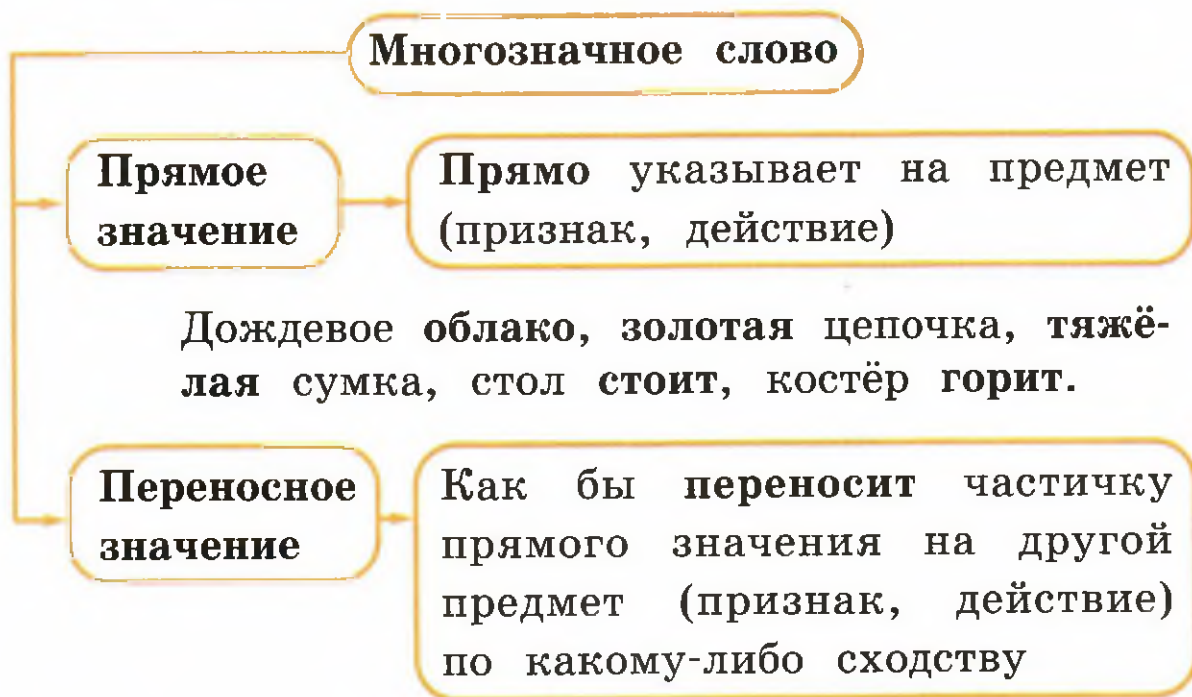 Многозначное слово
Прямое
значение
Прямо указывает на предмет
(признак, действие)
Дождевое облако, золотая цепочка, тяжё-
лая сумка, стол стоит, костёр горит.
Переносное
значение
Как бы переносит частичку
прямого значения на другой
предмет (признак, действие)
по какому-либо сходству